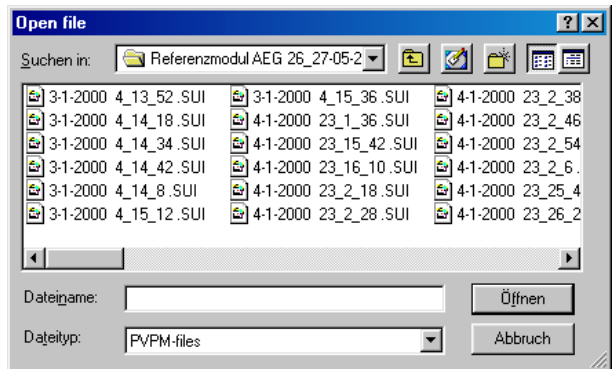 Open file
Suchen in: Referenzmodul AEG 26_27-05-2
3-1-2000 4_13_52.SUI 3-1-2000 4_15_36.SUI 4-1-2000 23_2_38
3-1-2000 4_14_18.SUI 4-1-2000 23_1_36.SUI 4-1-2000 23_2_46
3-1-2000 4_14_34.SUI 4-1-2000 23_15_42.SUI 4-1-2000 23_2_54
3-1-2000 4_14_42.SUI 4-1-2000 23_16_10.SUI 4-1-2000 23_2_6.
3-1-2000 4_14_8.SUI 4-1-2000 23_2_18.SUI 4-1-2000 23_25_4
3-1-2000 4_15_12.SUI 4-1-2000 23_2_28.SUI 4-1-2000 23_26_2
Dateiname: Öffnen
Dateityp: PVPM-files Abbruch